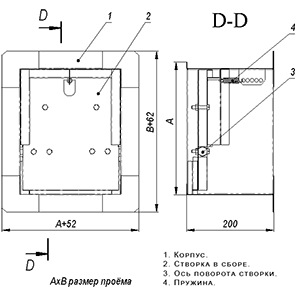 D
D-D
1
2
4
3
B+62
A
A+52
200
D
АхВ размер проёма
1. Корпус.
2. Створка в сборе.
3. Ось поворота створки.
4. Пружина.